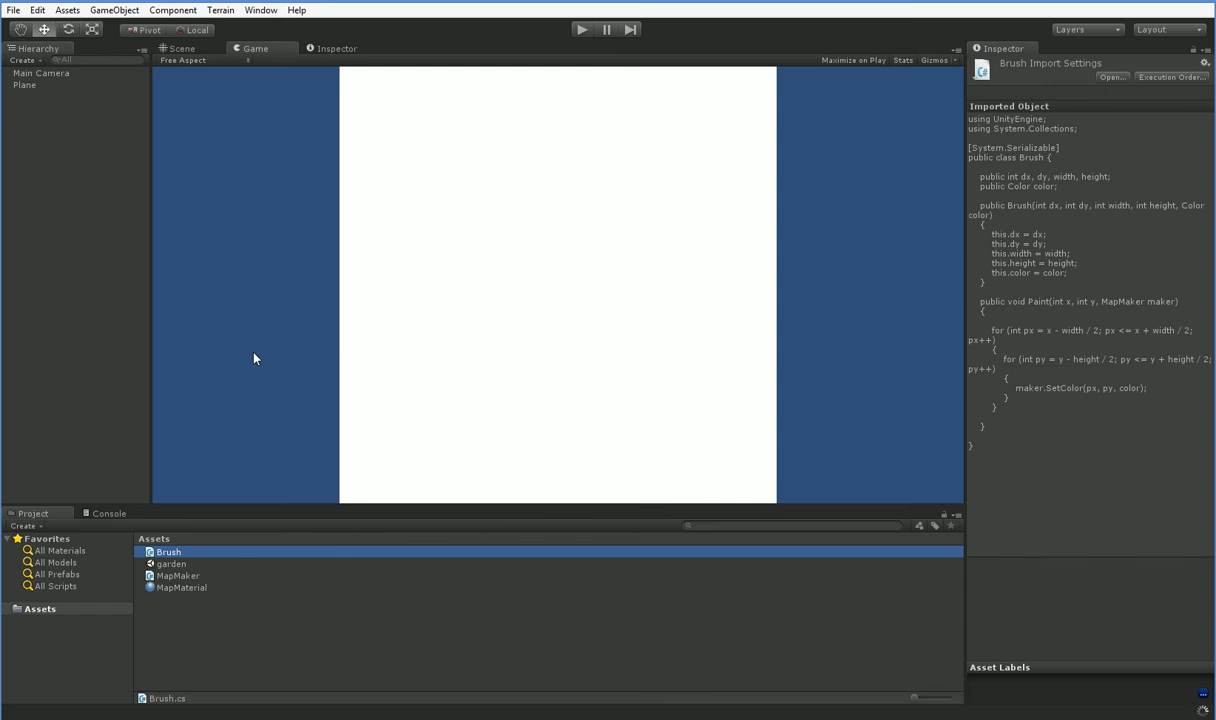 File Edit Assets GameObject Component Terrain Window Help
Pivot Local Layers Layout
Hierarchy Scene Game Inspector Inspector
Create All Free Aspect Maximize on Play Stats Gizmos
Main Camera
Plane
Brush Import Settings
Open... Execution Order...
Imported Object
using UnityEngine;
using System.Collections;
[System.Serializable]
public class Brush {
public int dx, dy, width, height;
public Color color;
public Brush(int dx, int dy, int width, int height, Color
color)
{
this.dx = dx;
this.dy = dy;
this.width = width;
this.height = height;
this.color = color;
}
public void Paint(int x, int y, MapMaker maker)
{
for (int px = x - width / 2; px <= x + width / 2;
px++)
{
for (int py = y - height / 2; py <= y + height / 2;
py++)
{
maker.SetColor(px, py, color);
}
}
}
}
Project Console
Create
Favorites
All Materials
All Models
All Prefabs
All Scripts
Assets
Assets
Brush
garden
MapMaker
MapMaterial
Brush.cs
Asset Labels